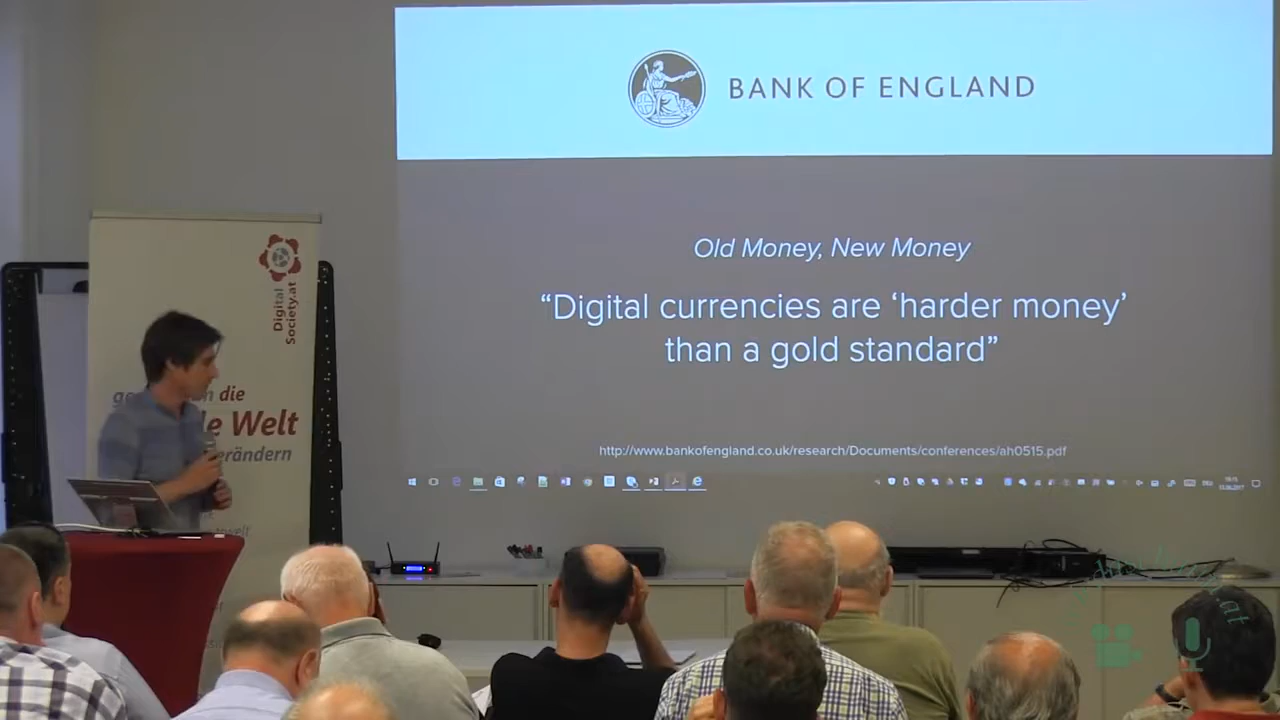 BANK OF ENGLAND
Old Money, New Money
“Digital currencies are ‘harder money’
than a gold standard”
http://www.bankofengland.co.uk/research/Documents/conferences/ah0515.pdf
Digital
Society.at
die
Welt